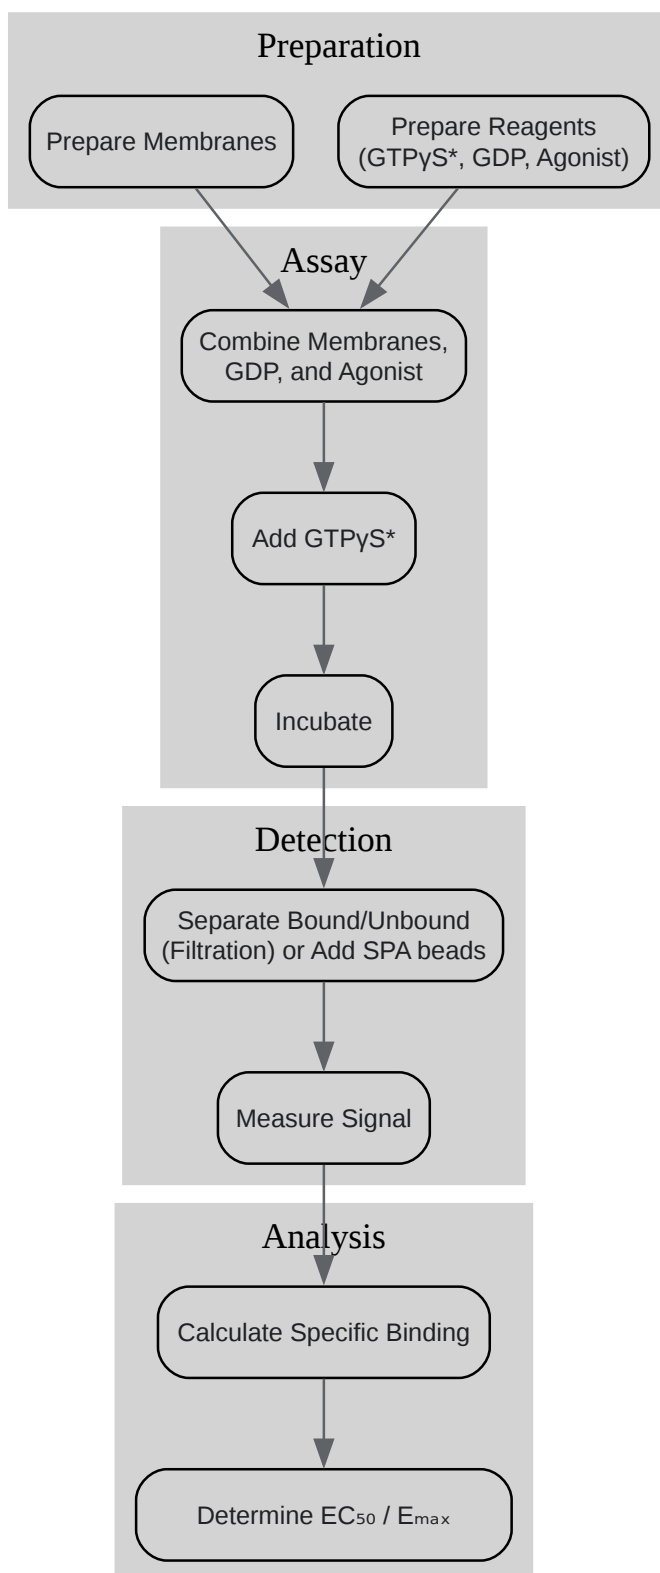 Preparation
Prepare Membranes
Prepare Reagents
(GTPγS*, GDP, Agonist)
Assay
Combine Membranes,
GDP, and Agonist
Add GTPγS*
Incubate
Detection
Separate Bound/Unbound
(Filtration) or Add SPA beads
Measure Signal
Analysis
Calculate Specific Binding
Determine EC₅₀ / Eₘₐₓ